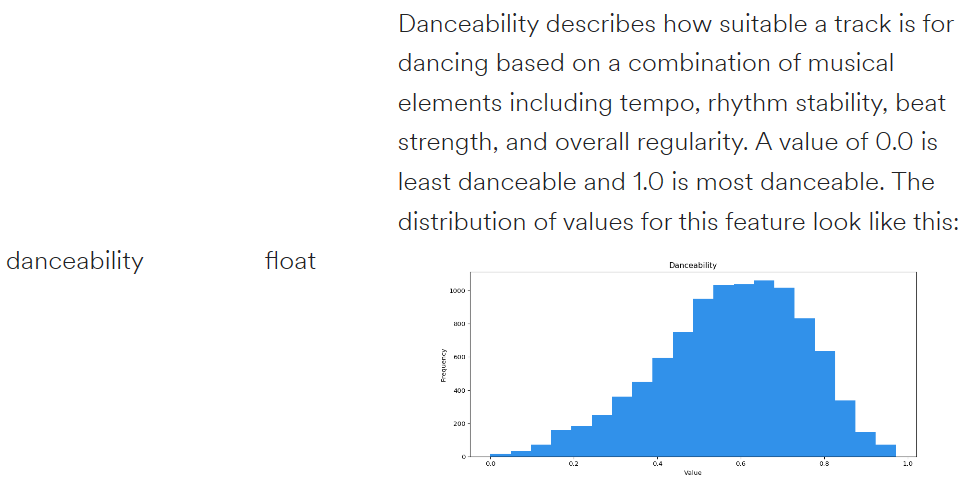 Danceability describes how suitable a track is for
dancing based on a combination of musical
elements including tempo, rhythm stability, beat
strength, and overall regularity. A value of 0.0 is
least danceable and 1.0 is most danceable. The
distribution of values for this feature look like this:
danceability
float
Danceability
1000
800
600
400
200
0
Frequency
0.0 0.2 0.4 0.6 0.8 1.0
Value